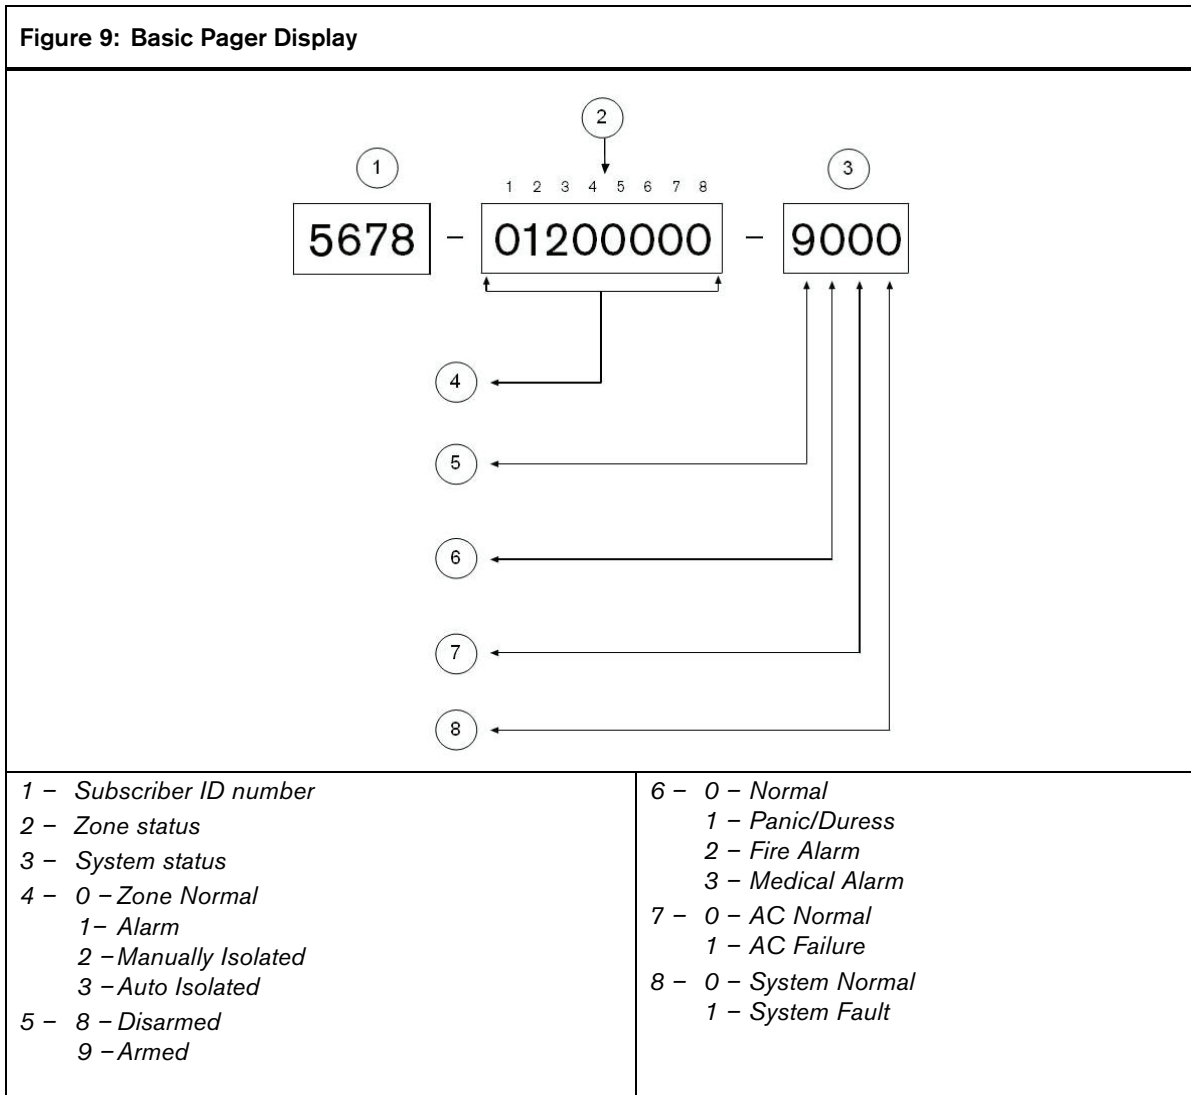 Figure 9: Basic Pager Display
2
1
3
1 2 3 4 5 6 7 8
5678 – 01200000 – 9000
4
5
6
7
8
1 – Subscriber ID number
2 – Zone status
3 – System status
4 – 0 – Zone Normal
1– Alarm
2 – Manually Isolated
3 – Auto Isolated
5 – 8 – Disarmed
9 – Armed
6 – 0 – Normal
1 – Panic/Duress
2 – Fire Alarm
3 – Medical Alarm
7 – 0 – AC Normal
1 – AC Failure
8 – 0 – System Normal
1 – System Fault